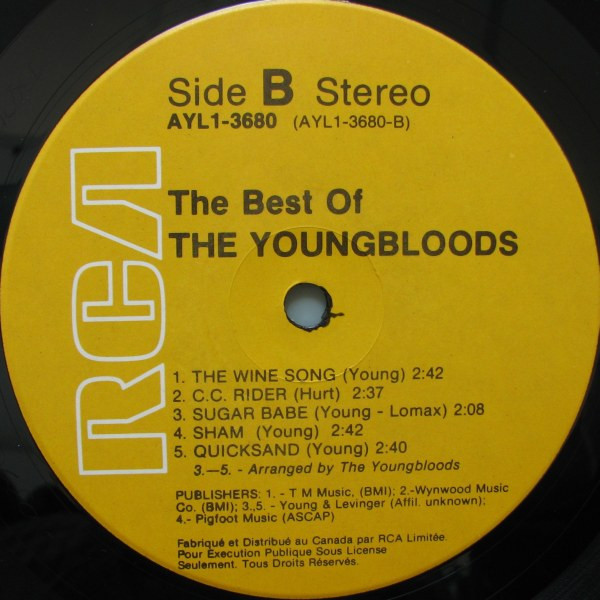 Side B Stereo
AYL1-3680 (AYL1-3680-B)
RCA
The Best Of
THE YOUNGBLOODS
1. THE WINE SONG (Young) 2:42
2. C.C. RIDER (Hurt) 2:37
3. SUGAR BABE (Young - Lomax) 2:08
4. SHAM (Young) 2:42
5. QUICKSAND (Young) 2:40
3.—5. - Arranged by The Youngbloods
PUBLISHERS: 1. - T M Music, (BMI); 2.-Wynwood Music
Co. (BMI); 3.,5. - Young & Levinger (Affil. unknown);
4.- Pigfoot Music (ASCAP)
Fabriqué et Distribué au Canada par RCA Limitée.
Pour Execution Publique Sous License
Seulement. Tous Droits Réservés.